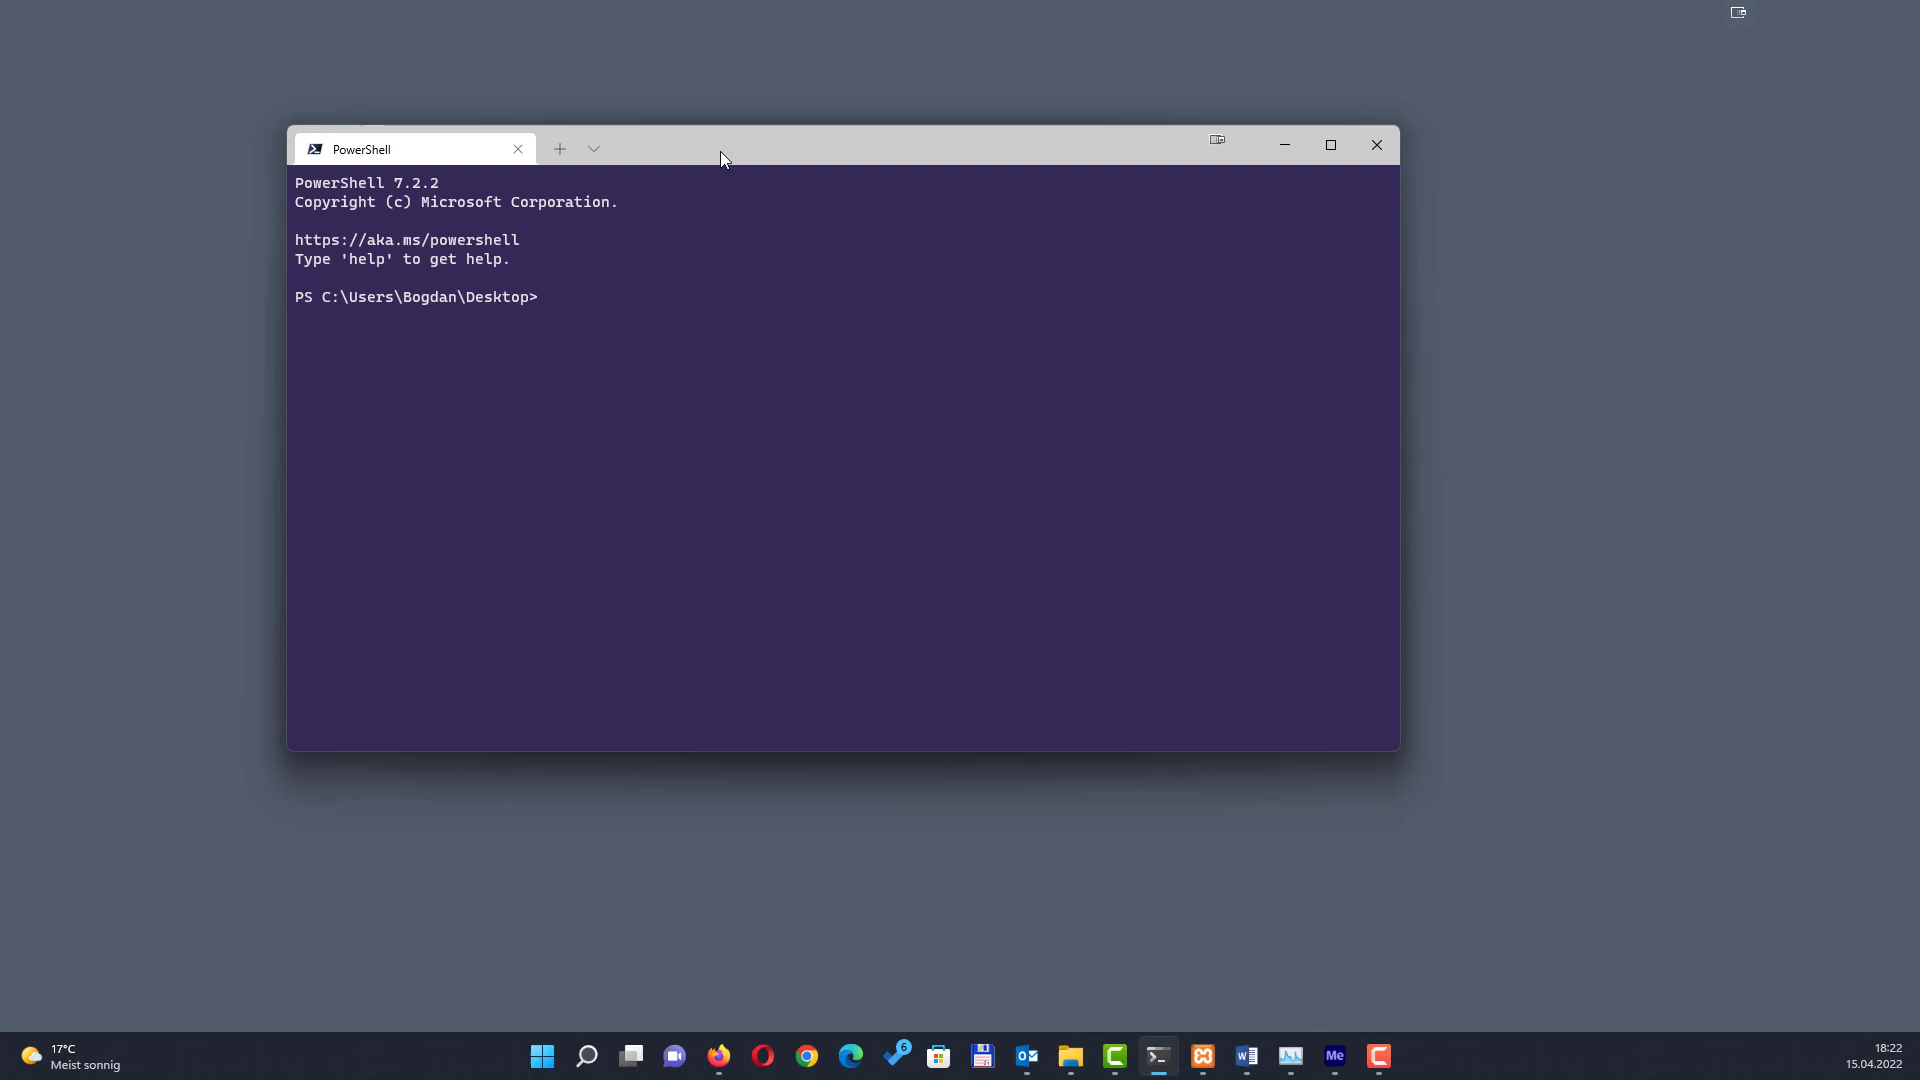 PowerShell
PowerShell 7.2.2
Copyright (c) Microsoft Corporation.
https://aka.ms/powershell
Type 'help' to get help.
PS C:\Users\Bogdan\Desktop>
17°C
Meist sonnig
6
O
W
Me
18:22
15.04.2022